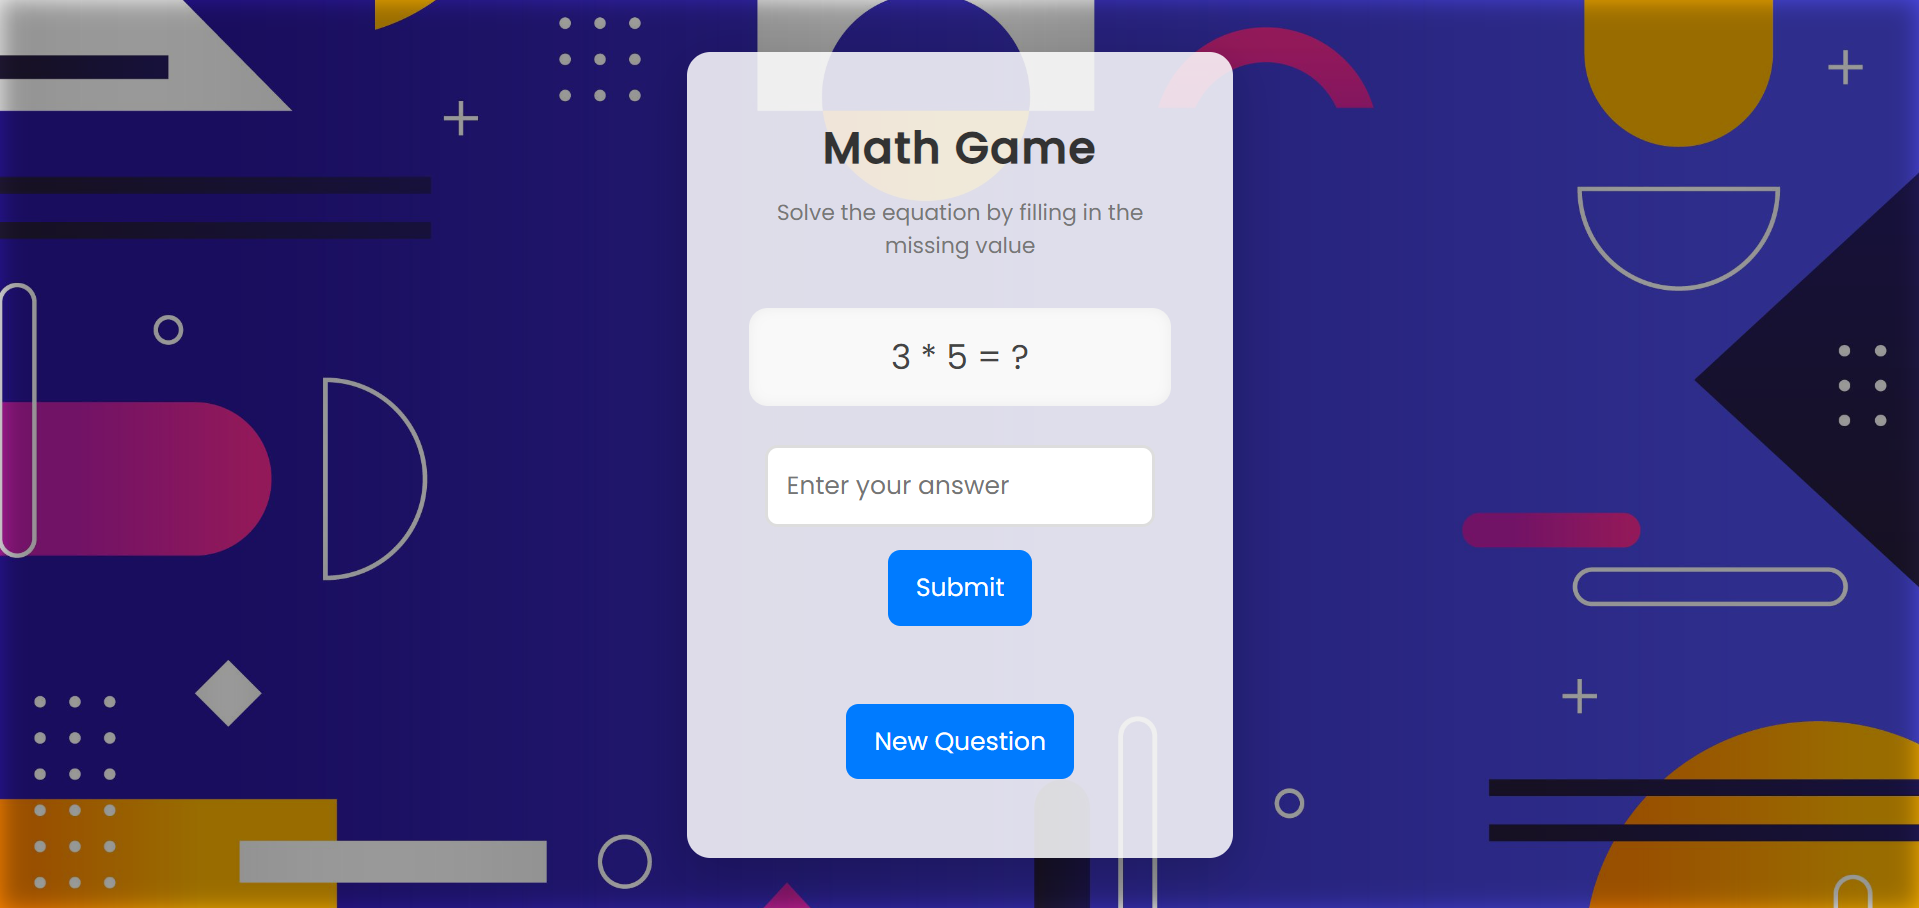 Math Game
Solve the equation by filling in the
missing value
3 * 5 = ?
Enter your answer
Submit
New Question